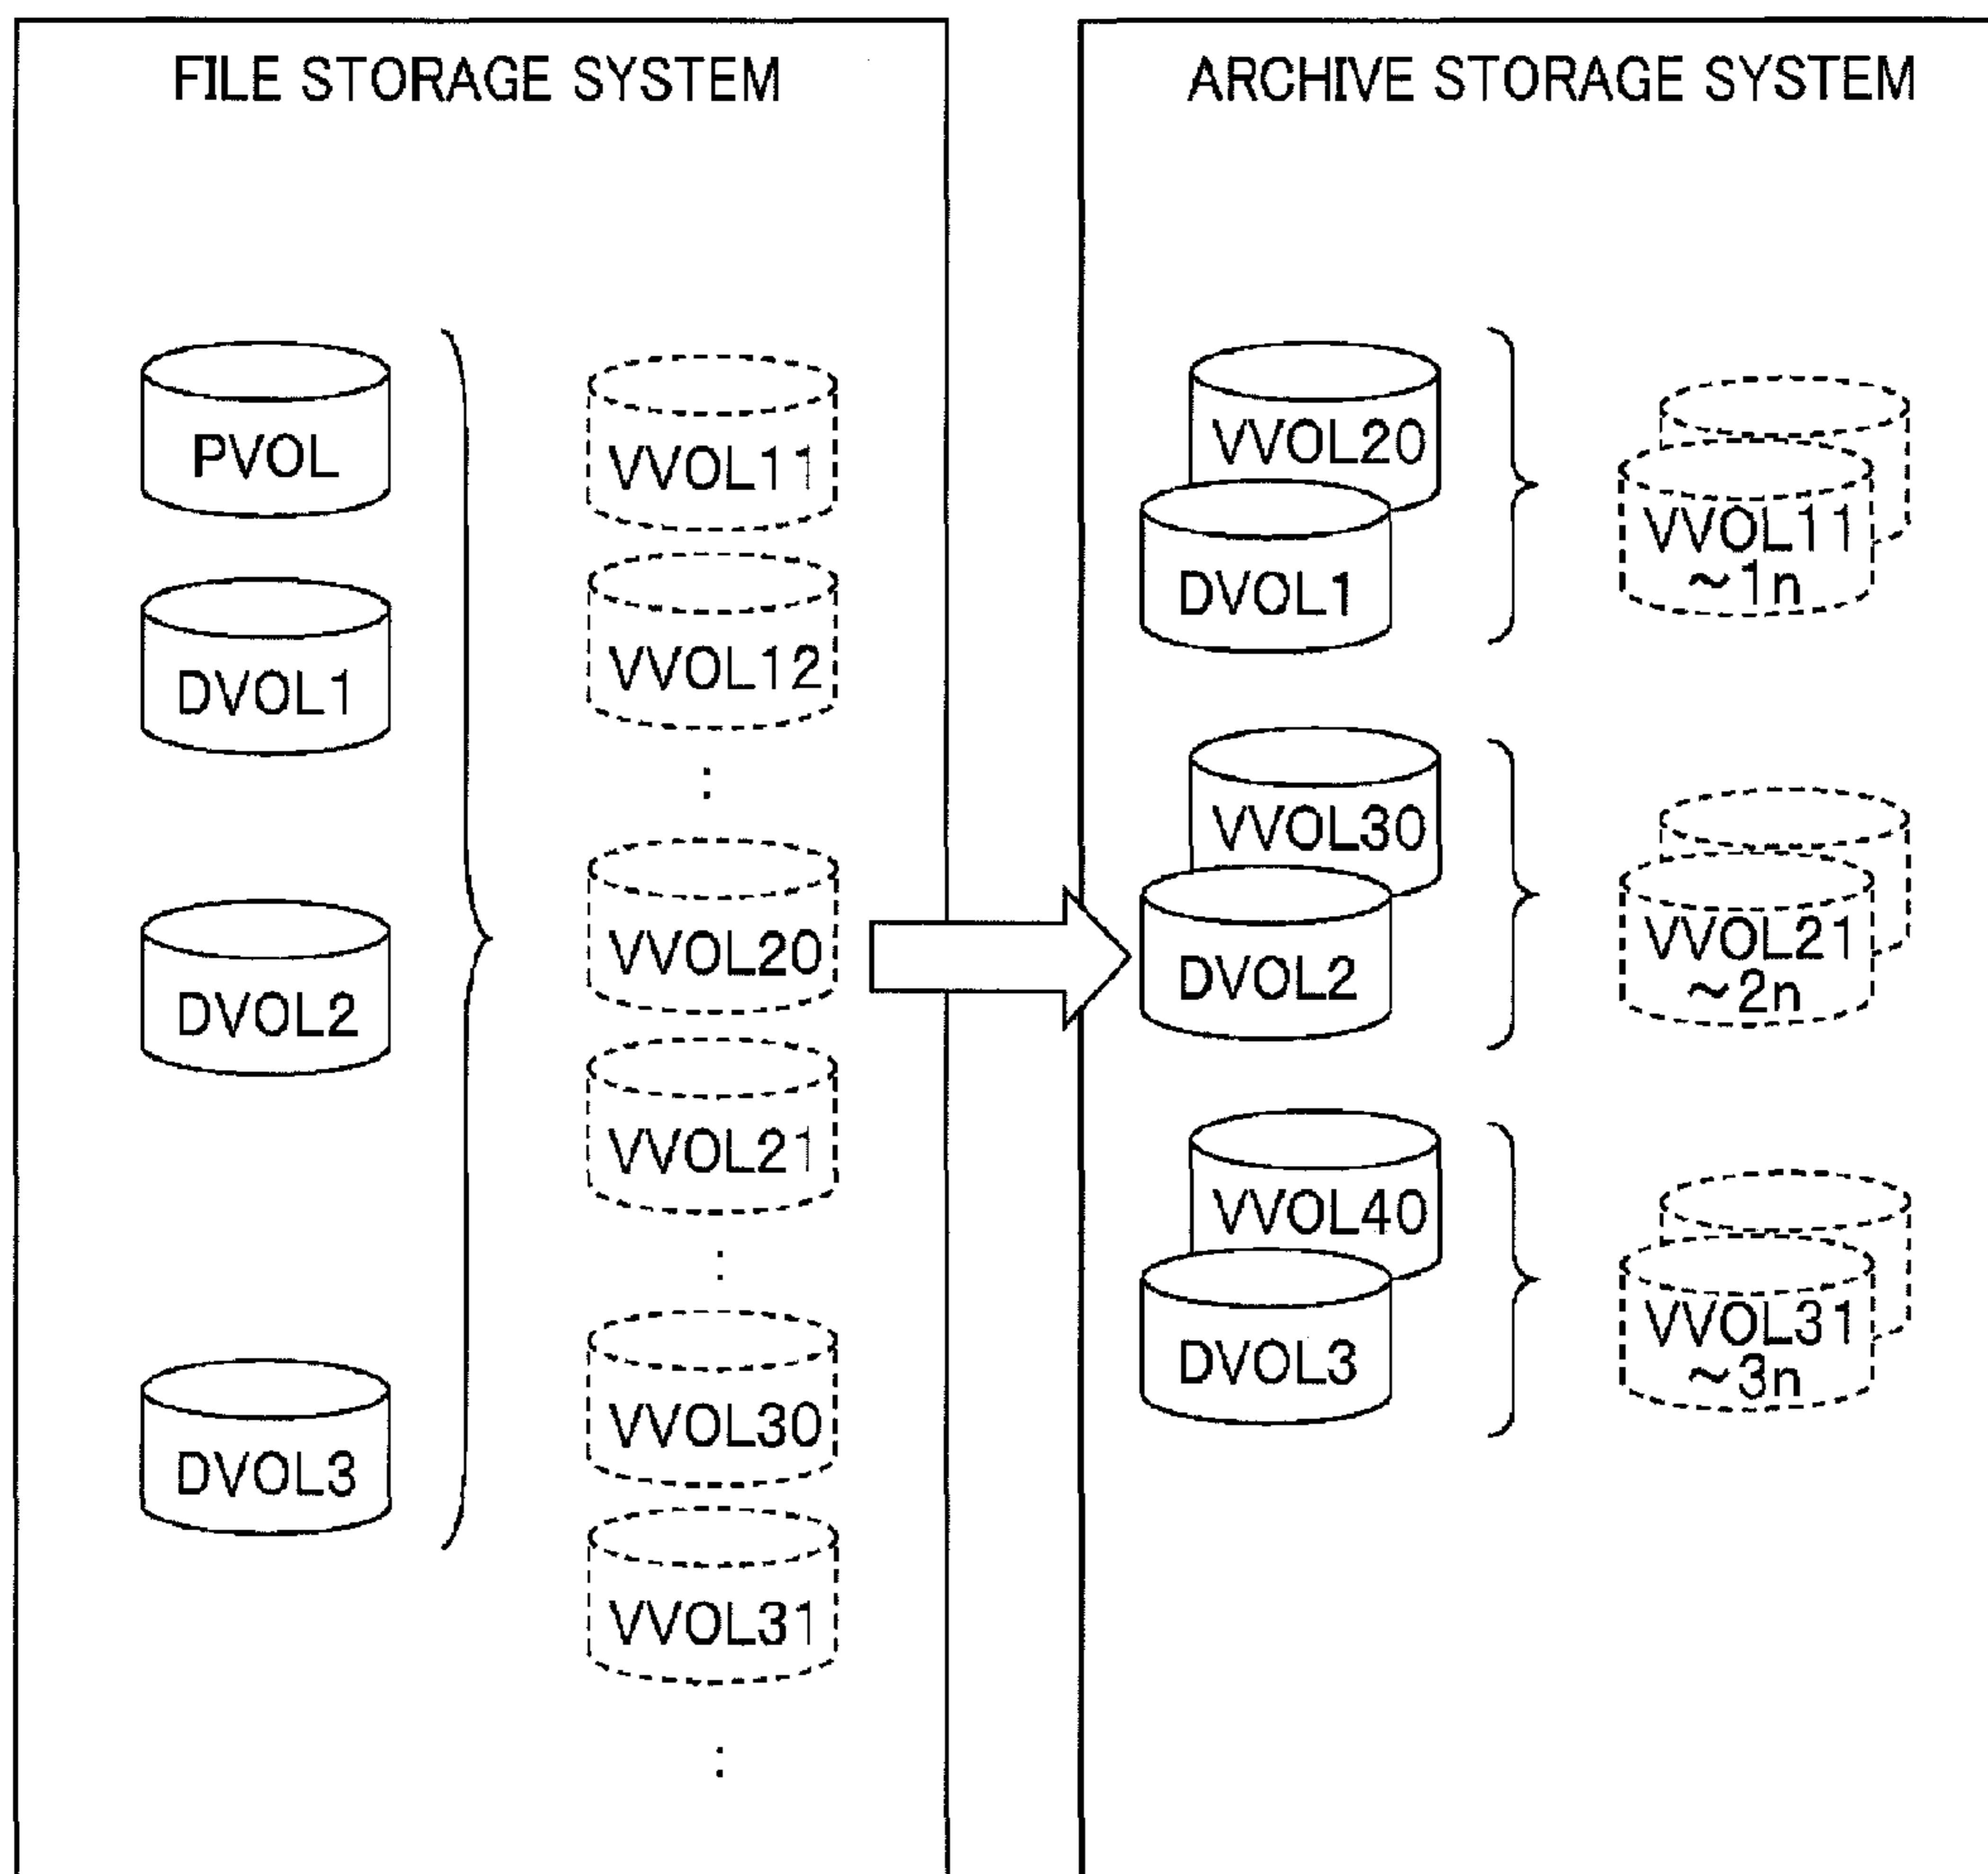 FILE STORAGE SYSTEM
PVOL
DVOL1
DVOL2
DVOL3
VVOL11
VVOL12
:
VVOL20
VVOL21
:
VVOL30
VVOL31
:
ARCHIVE STORAGE SYSTEM
VVOL20
DVOL1
VVOL11
~1n
VVOL30
DVOL2
VVOL21
~2n
VVOL40
DVOL3
VVOL31
~3n